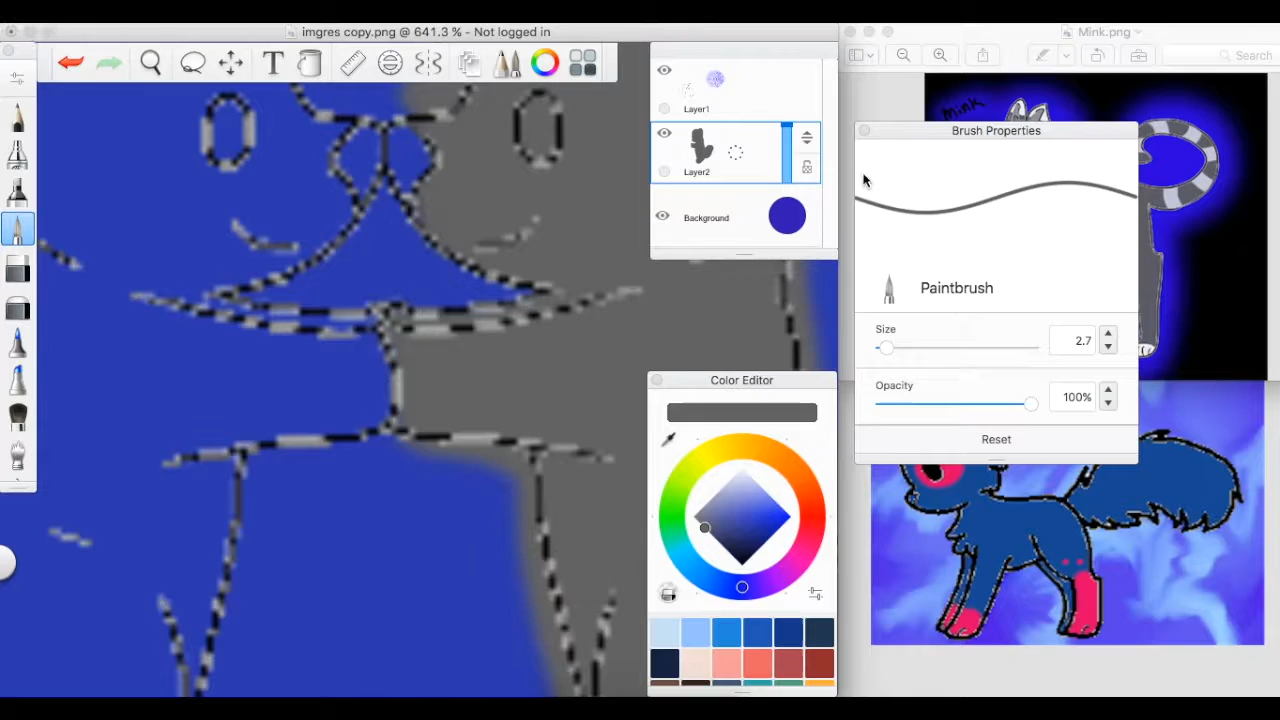 imgres copy.png @ 641.3 % - Not logged in
Mink.png
Search
T
Layer1
Layer2
Background
mink
Brush Properties
Paintbrush
Size
2.7
Opacity
100%
Reset
Color Editor